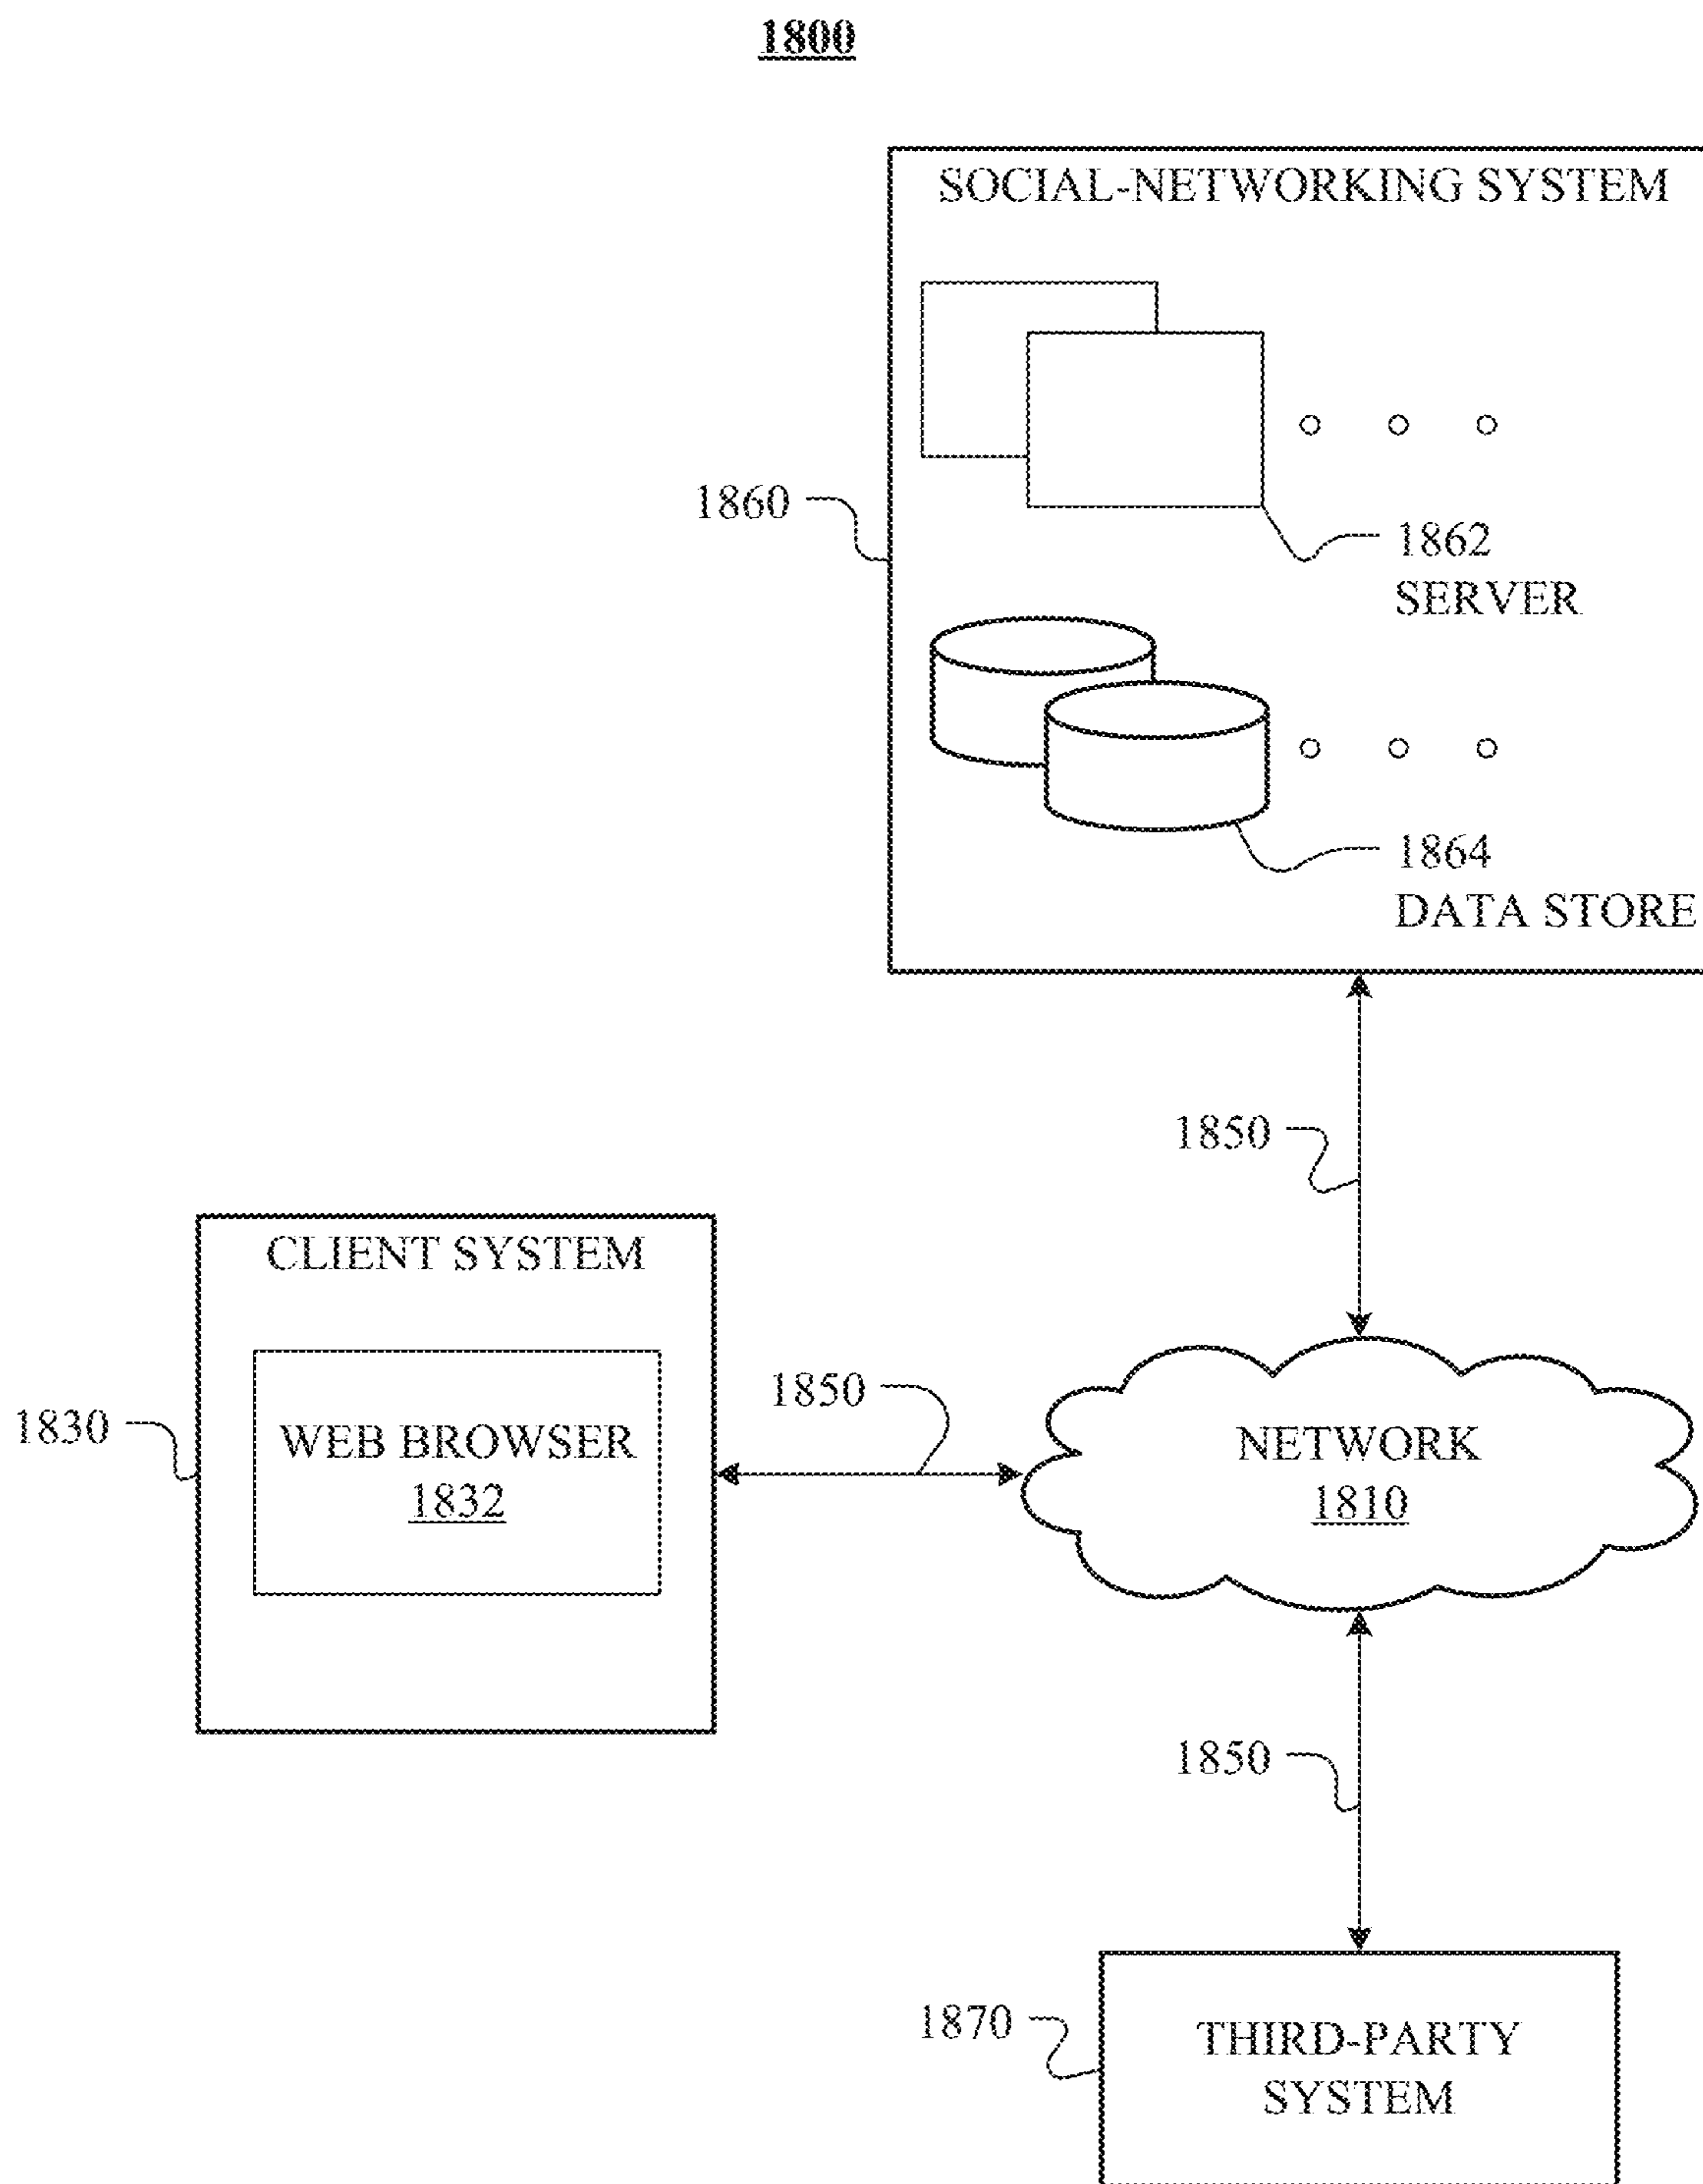 1800
SOCIAL-NETWORKING SYSTEM
1860
1862
SERVER
1864
DATA STORE
1850
CLIENT SYSTEM
1830
WEB BROWSER
1832
1850
NETWORK
1810
1850
1870
THIRD-PARTY
SYSTEM